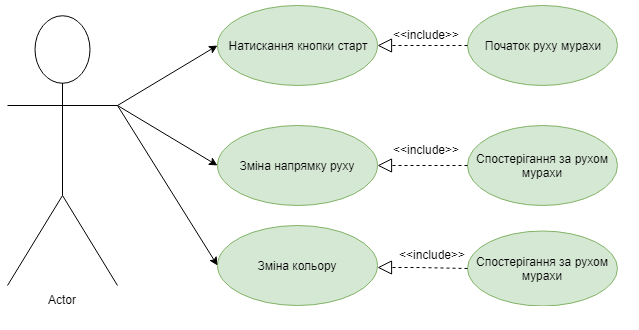 Натискання кнопки старт
<<include>>
Початок руху мурахи
Зміна напрямку руху
<<include>>
Спостерігання за рухом
мурахи
Зміна кольору
<<include>>
Спостерігання за рухом
мурахи
Actor